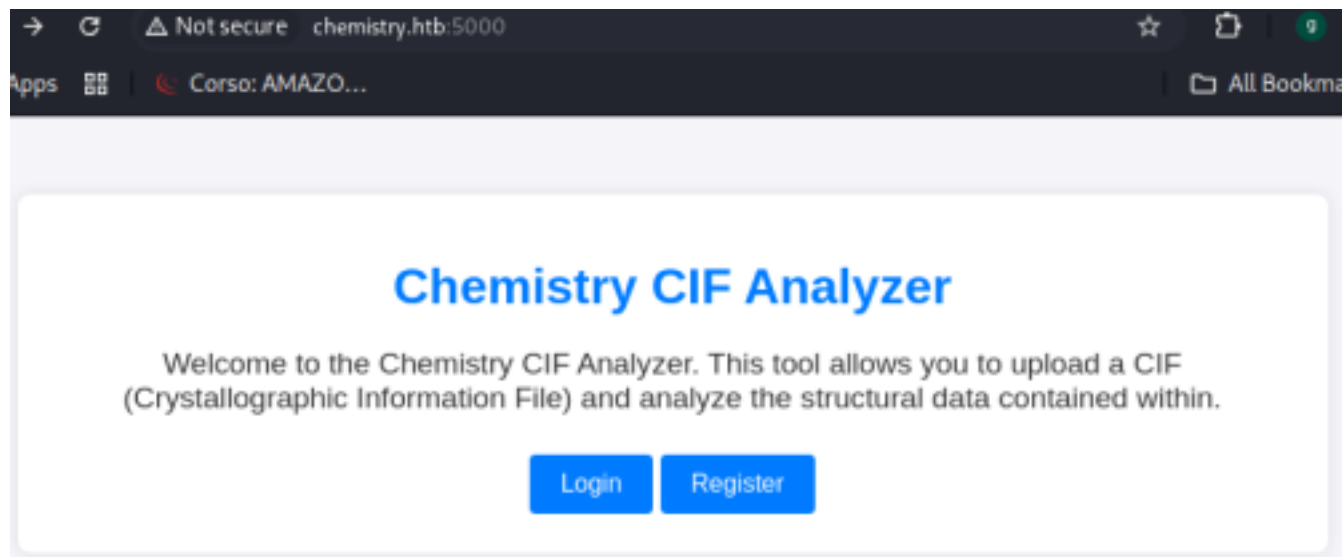 Not secure chemistry.htb:5000
Apps Corso: AMAZO... All Bookma
Chemistry CIF Analyzer
Welcome to the Chemistry CIF Analyzer. This tool allows you to upload a CIF
(Crystallographic Information File) and analyze the structural data contained within.
Login Register